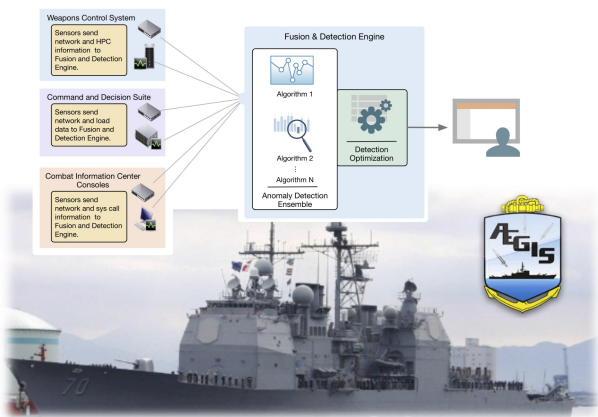 Weapons Control System
Sensors send
network and HPC
information to
Fusion and Detection
Engine.
Command and Decision Suite
Sensors send
network and load
data to Fusion and
Detection Engine.
Combat Information Center
Consoles
Sensors send
network and sys call
information to
Fusion and Detection
Engine.
Fusion & Detection Engine
Algorithm 1
Algorithm 2
Algorithm N
Anomaly Detection
Ensemble
Detection
Optimization
ÆGIS
70